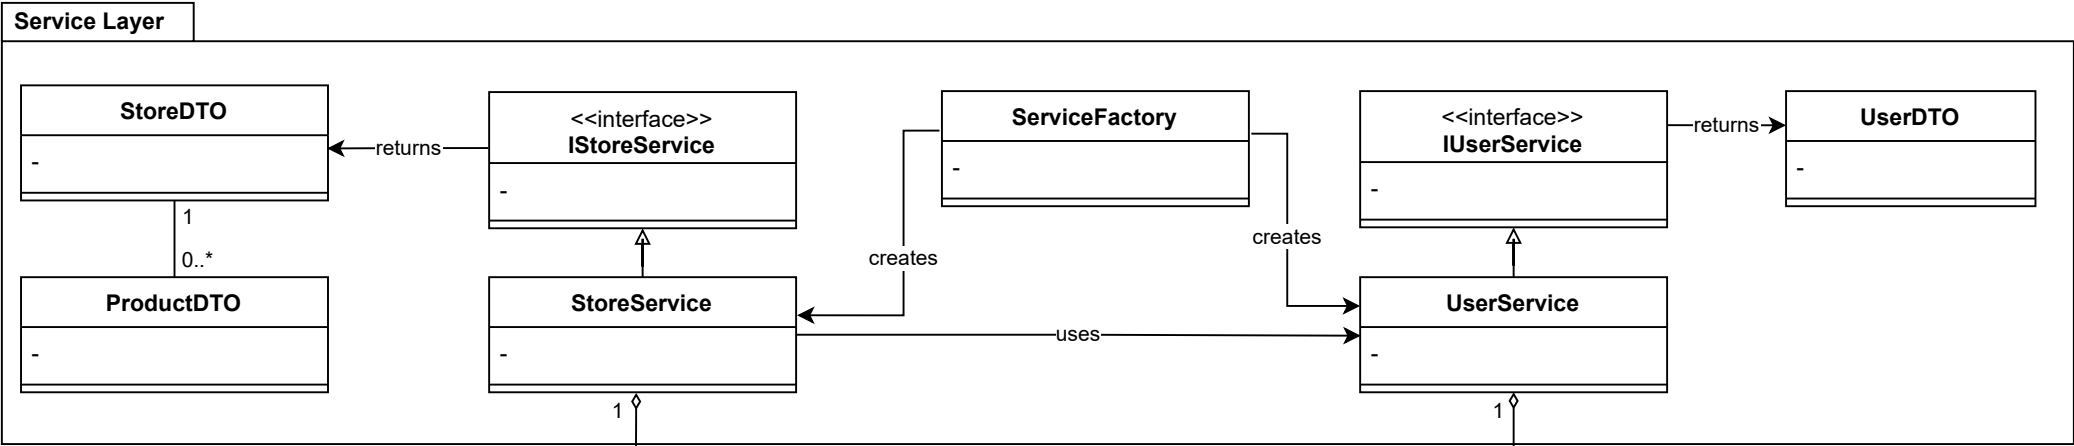 Service Layer
StoreDTO
-
1
0..*
ProductDTO
-
returns
<<interface>>
IStoreService
-
StoreService
-
1
creates
ServiceFactory
-
creates
uses
<<interface>>
IUserService
-
UserService
-
1
returns
UserDTO
-